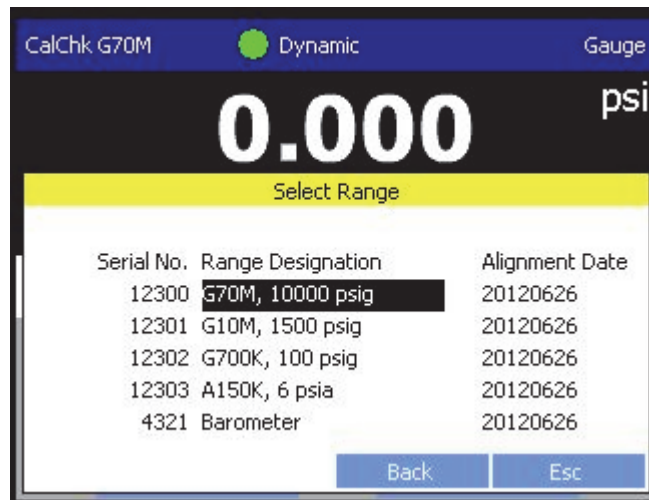 CalChk G70M Dynamic Gauge
0.000 psi
Select Range
Serial No. Range Designation Alignment Date
12300 G70M, 10000 psig 20120626
12301 G10M, 1500 psig 20120626
12302 G700K, 100 psig 20120626
12303 A150K, 6 psia 20120626
4321 Barometer 20120626
Back Esc